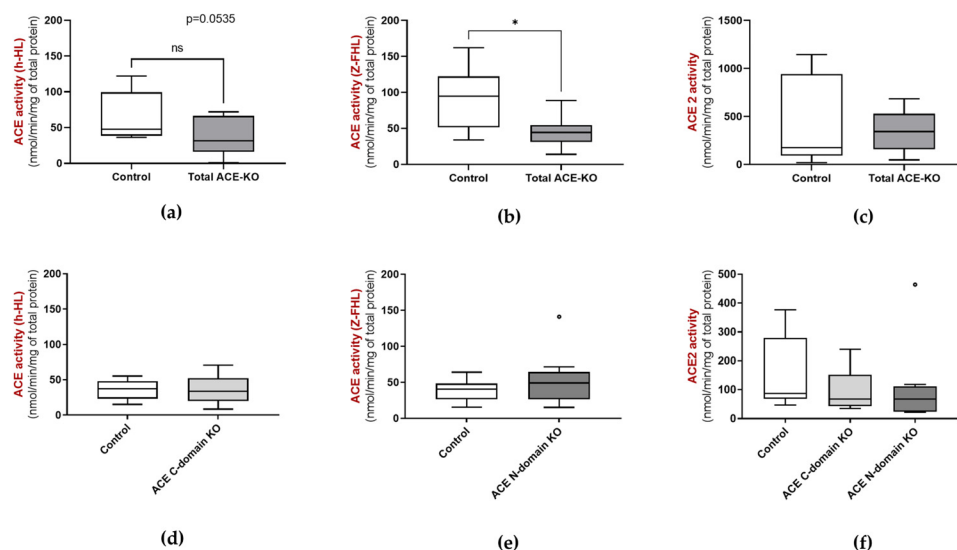 ACE activity (h-HL)
(nmol/min/mg of total protein)
200
150
100
50
0
p=0.0535
ns
Control
Total ACE-KO
(a)
ACE activity (Z-FHL)
(nmol/min/mg of total protein)
200
150
100
50
0
*
Control
Total ACE-KO
(b)
ACE 2 activity
(nmol/min/mg of total protein)
1500
1000
500
0
Control
Total ACE-KO
(c)
ACE activity (h-HL)
(nmol/min/mg of total protein)
200
150
100
50
0
Control
ACE C-domain KO
(d)
ACE activity (Z-FHL)
(nmol/min/mg of total protein)
200
150
100
50
0
Control
ACE N-domain KO
(e)
ACE2 activity
(nmol/min/mg of total protein)
500
400
300
200
100
0
Control
ACE C-domain KO
ACE N-domain KO
(f)